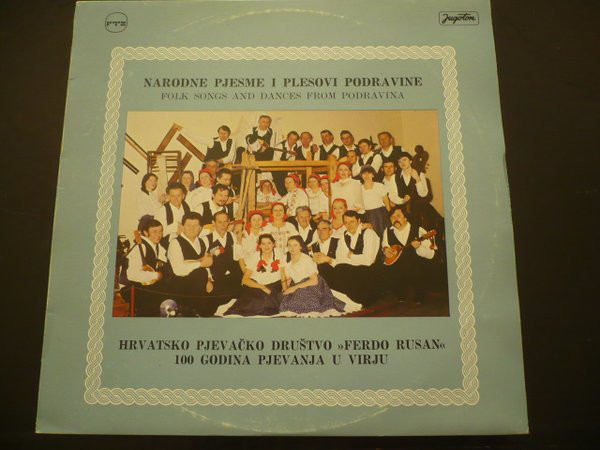 PTZ
Jugoton
NARODNE PJESME I PLESOVI PODRAVINE
FOLK SONGS AND DANCES FROM PODRAVINA
HRVATSKO PJEVAČKO DRUŠTVO »FERDO RUSAN«
100 GODINA PJEVANJA U VIRJU